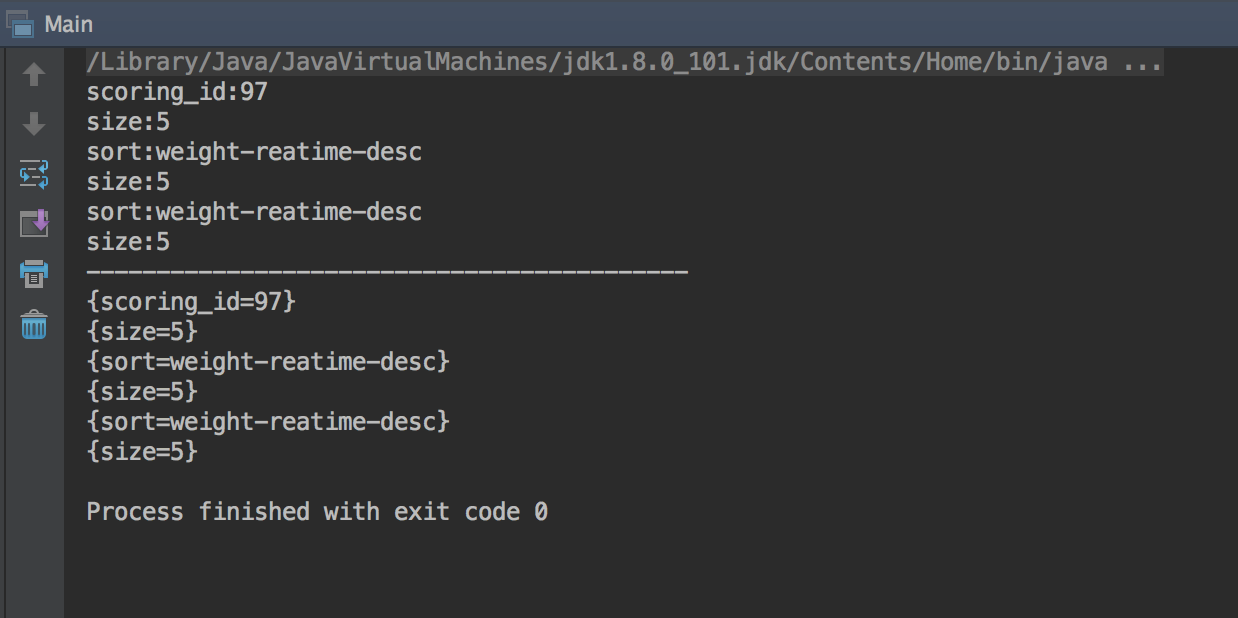 Main
/Library/Java/JavaVirtualMachines/jdk1.8.0_101.jdk/Contents/Home/bin/java ...
scoring_id:97
size:5
sort:weight-reatime-desc
size:5
sort:weight-reatime-desc
size:5
-------------------------------------------
{scoring_id=97}
{size=5}
{sort=weight-reatime-desc}
{size=5}
{sort=weight-reatime-desc}
{size=5}
Process finished with exit code 0